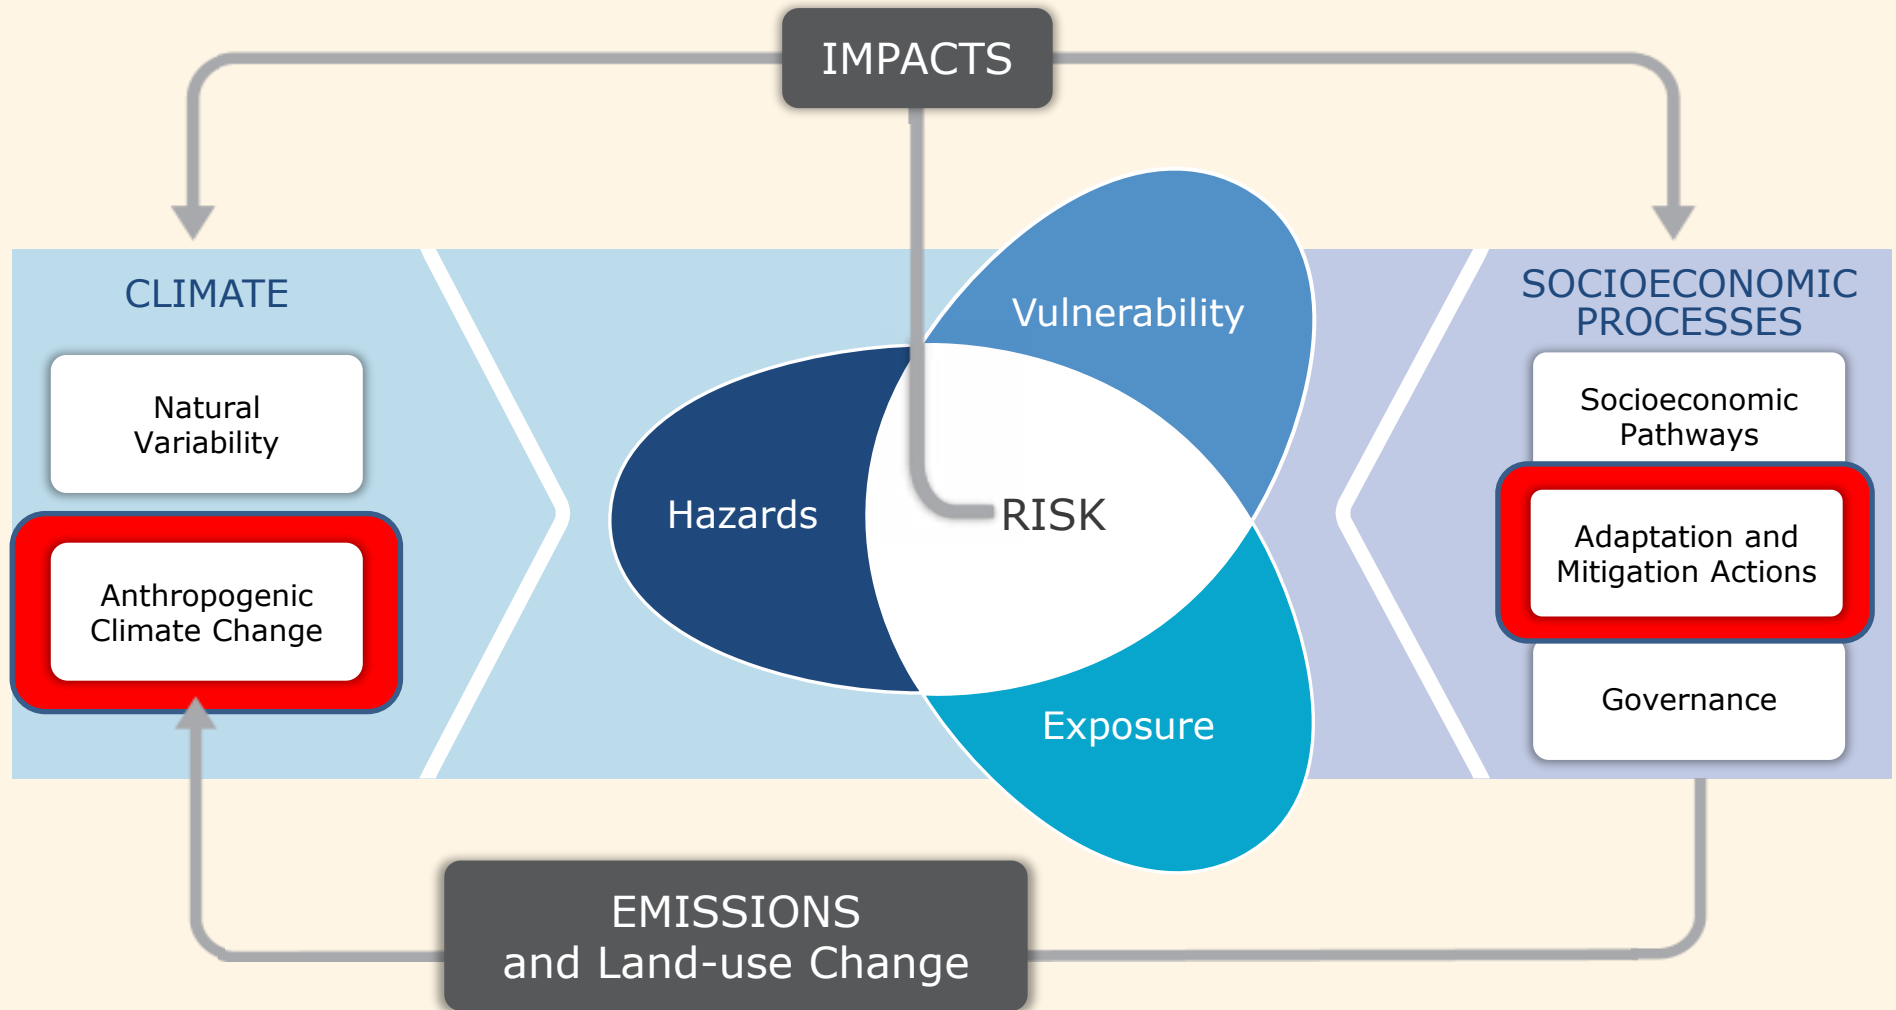 IMPACTS
CLIMATE
Natural
Variability
Anthropogenic
Climate Change
Vulnerability
Hazards
RISK
Exposure
SOCIOECONOMIC
PROCESSES
Socioeconomic
Pathways
Adaptation and
Mitigation Actions
Governance
EMISSIONS
and Land-use Change